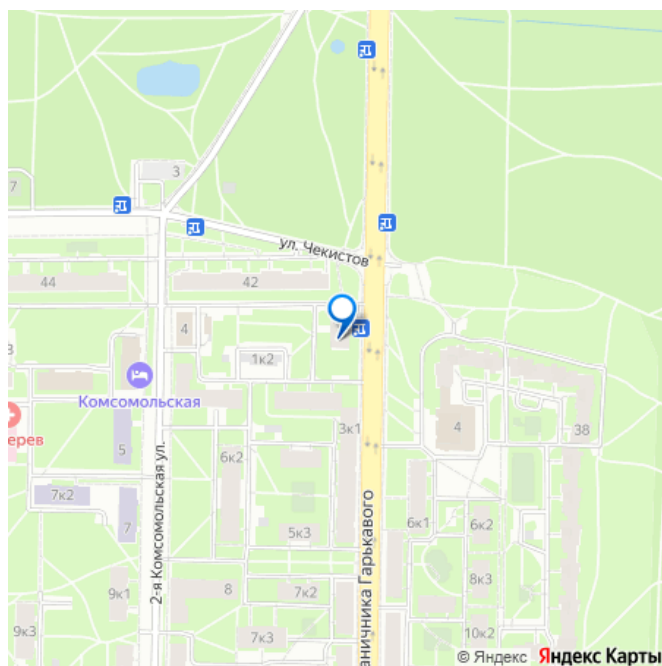 3
7
ул. Чекистов
44
42
4
1к2
3
Комсомольская
3к1
4
38
ерев
5
6к2
7к2
7
2-я Комсомольская ул.
5к3
аничника Гарькавого
6к1
6к2
9к1
8
7к2
8к3
9к3
7к3
10к2
© Яндекс Яндекс Карты